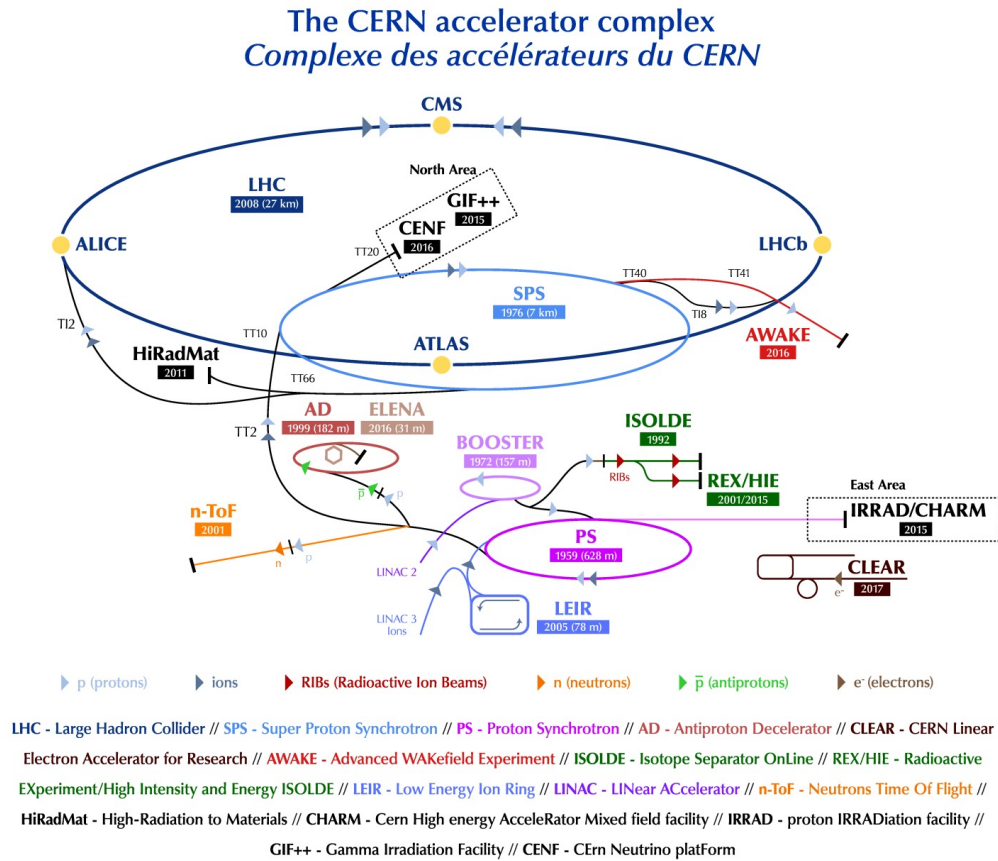 The CERN accelerator complex
Complexe des accélérateurs du CERN
CMS
North Area
LHC
2008 (27 km)
GIF++
2015
CENF
2016
TT20
ALICE
LHCb
TT40
TT41
SPS
1976 (7 km)
TI8
TI2
TT10
ATLAS
AWAKE
2016
HiRadMat
2011
TT66
AD
1999 (182 m)
ELENA
2016 (31 m)
TT2
ISOLDE
1992
BOOSTER
1972 (157 m)
RIBs
REX/HIE
2001/2015
p̅
p
East Area
IRRAD/CHARM
2015
n-ToF
2001
n
p
PS
1959 (628 m)
LINAC 2
CLEAR
2017
e-
LEIR
2005 (78 m)
LINAC 3
Ions
p (protons)
ions
RIBs (Radioactive Ion Beams)
n (neutrons)
p̅ (antiprotons)
e- (electrons)
LHC - Large Hadron Collider // SPS - Super Proton Synchrotron // PS - Proton Synchrotron // AD - Antiproton Decelerator // CLEAR - CERN Linear
Electron Accelerator for Research // AWAKE - Advanced WAKefield Experiment // ISOLDE - Isotope Separator OnLine // REX/HIE - Radioactive
EXperiment/High Intensity and Energy ISOLDE // LEIR - Low Energy Ion Ring // LINAC - LINear ACcelerator // n-ToF - Neutrons Time Of Flight //
HiRadMat - High-Radiation to Materials // CHARM - Cern High energy AcceleRator Mixed field facility // IRRAD - proton IRRADiation facility //
GIF++ - Gamma Irradiation Facility // CENF - CErn Neutrino platForm